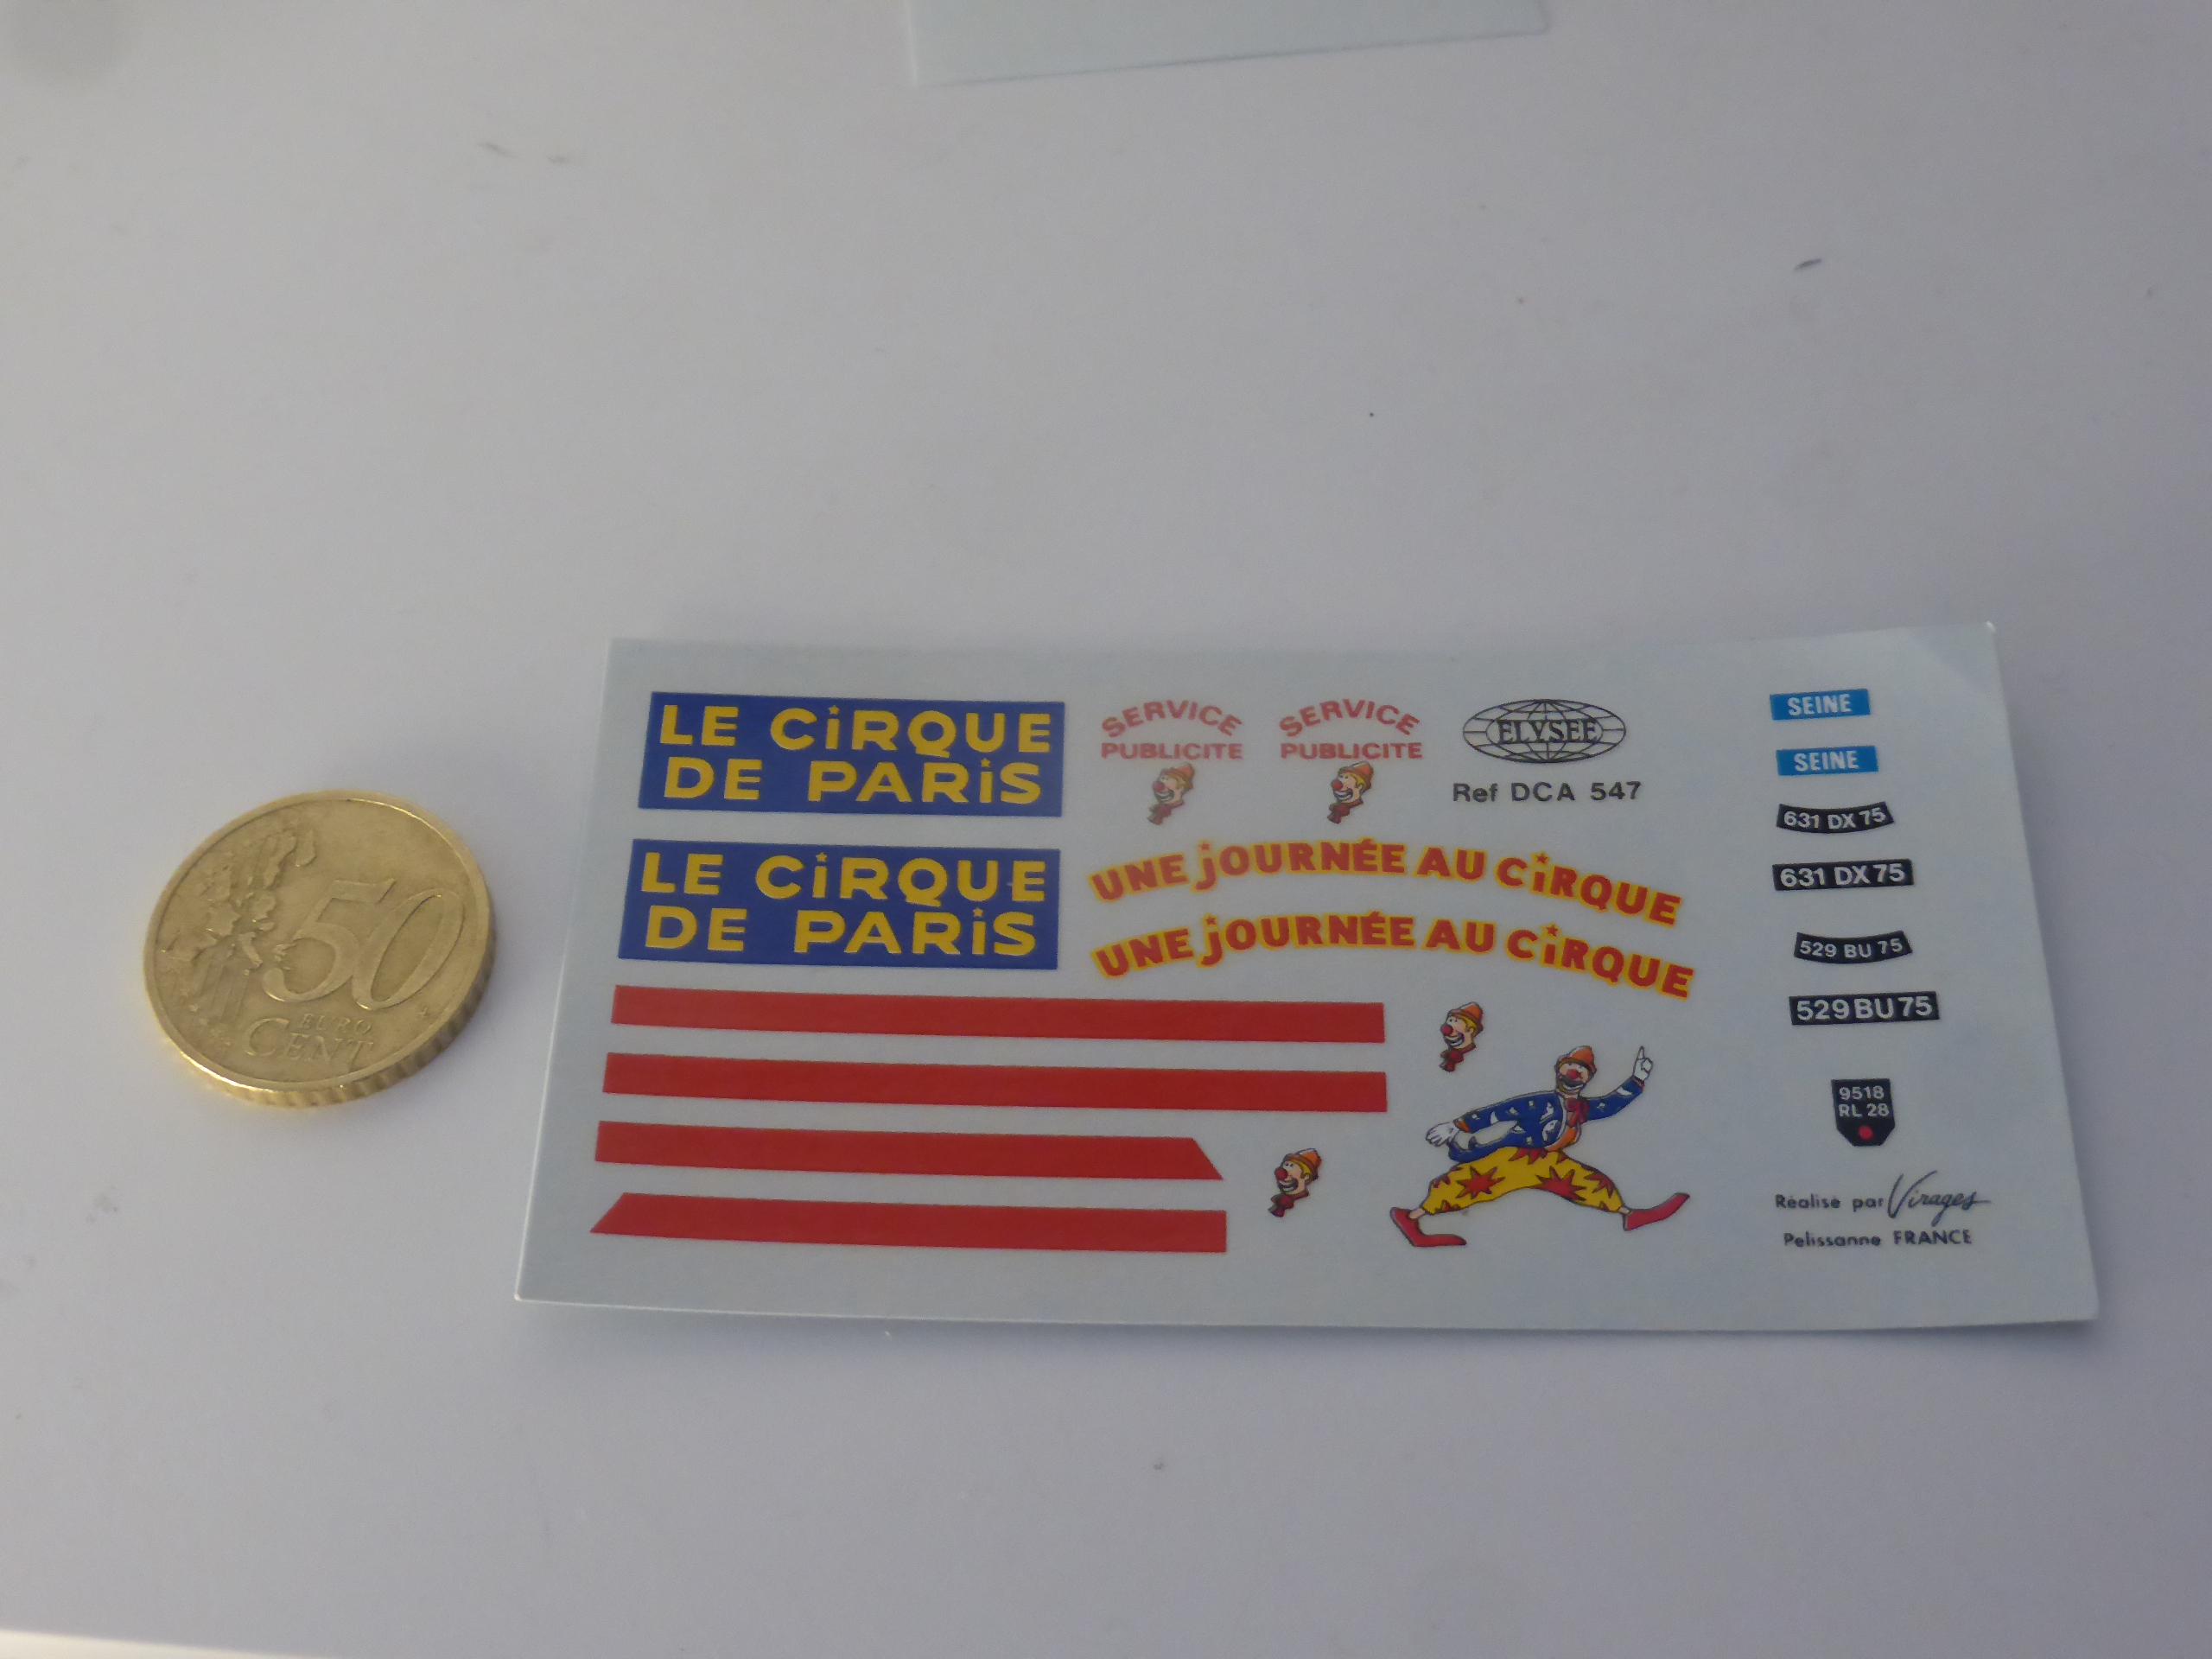 50
EURO
CENT
LE CiRQUE
DE PARiS
LE CiRQUE
DE PARiS
SERVICE
PUBLICITE
SERVICE
PUBLICITE
ELYSEE
Ref DCA 547
UNE jOURNÉE AU CiRQUE
UNE jOURNÉE AU CiRQUE
SEINE
SEINE
631 DX 75
631 DX 75
529 BU 75
529 BU 75
9518
RL 28
Réalisé par Virages
Pelissanne FRANCE